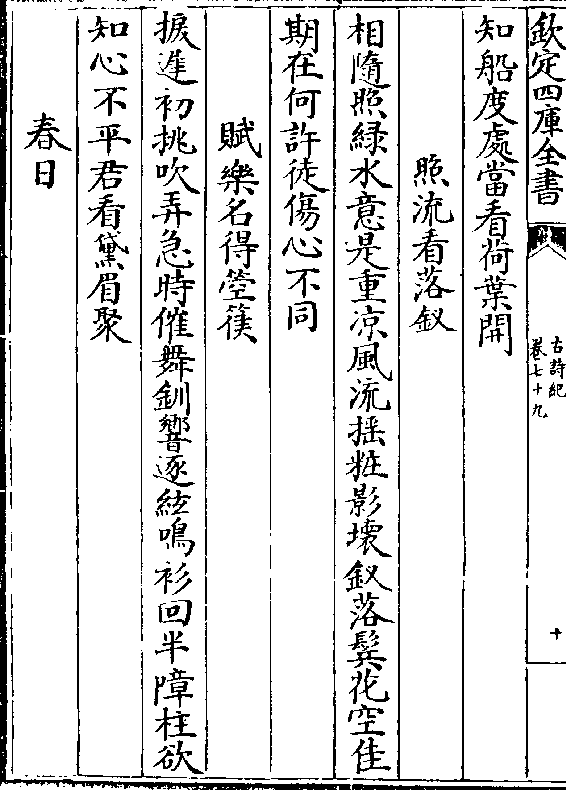 欽定四庫全書
古詩紀
卷七十九
十
知船度處當看荷葉開
照流看落釵
相隨照緑水意是重凉風流揺粧影壊釵落鬂花空佳
期在何許徒傷心不同
賦樂名得箜篌
捩遲初挑吹弄急時催舞釧響逐絃鳴衫回半障柱欲
知心不平君看黛眉聚
春日